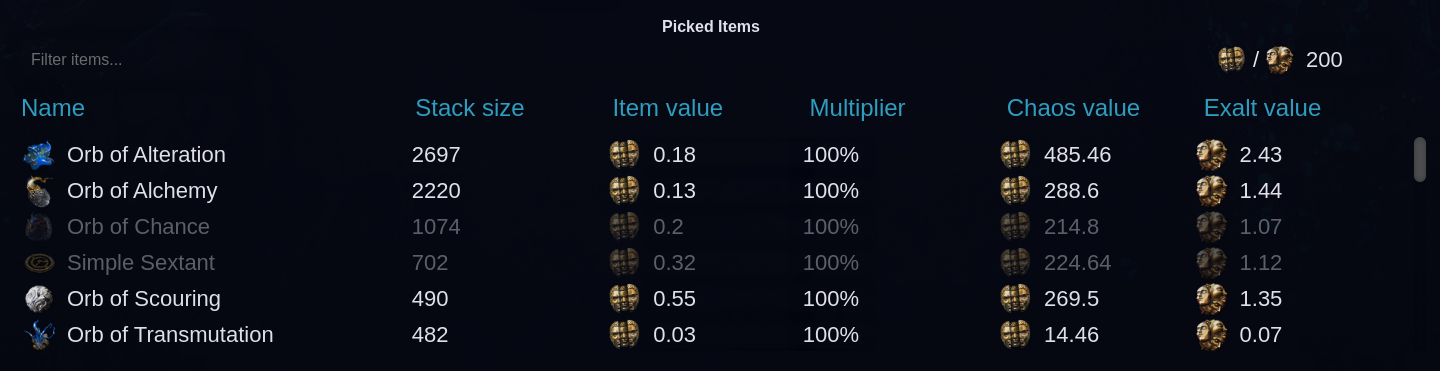 Picked Items
Filter items... / 200
Name Stack size Item value Multiplier Chaos value Exalt value
Orb of Alteration 2697 0.18 100% 485.46 2.43
Orb of Alchemy 2220 0.13 100% 288.6 1.44
Orb of Chance 1074 0.2 100% 214.8 1.07
Simple Sextant 702 0.32 100% 224.64 1.12
Orb of Scouring 490 0.55 100% 269.5 1.35
Orb of Transmutation 482 0.03 100% 14.46 0.07